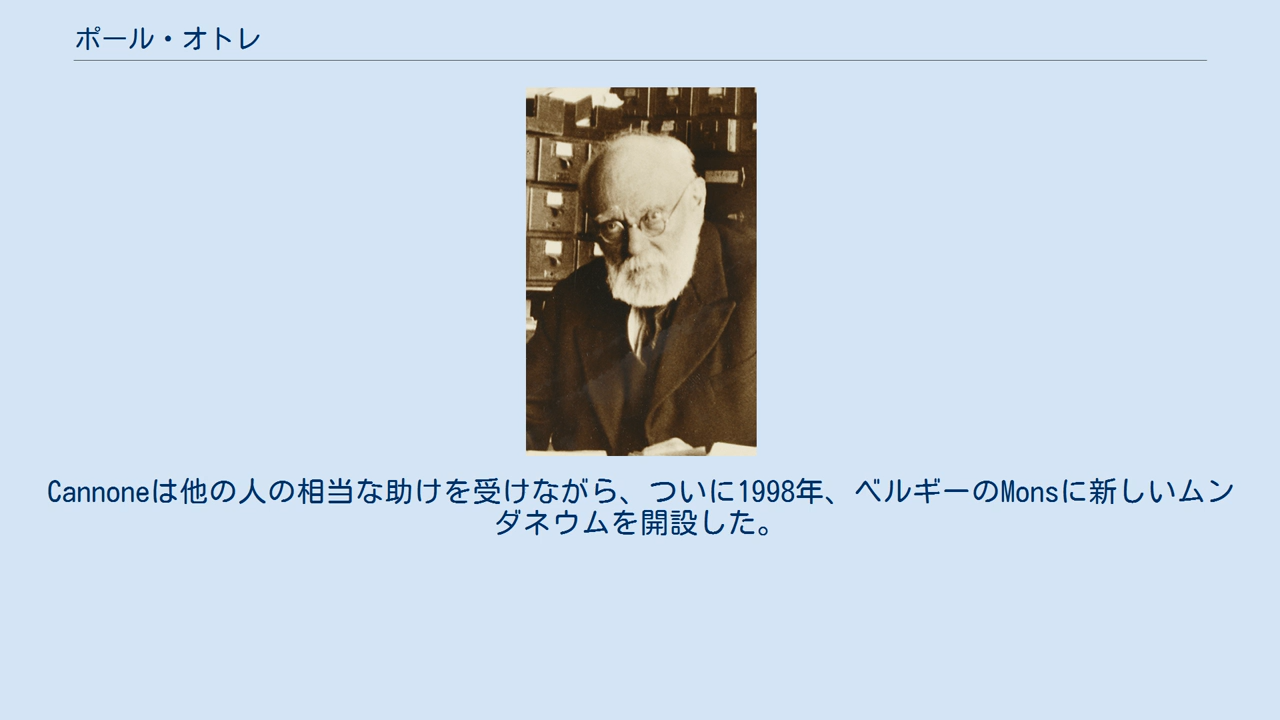 ポール・オトレ
Cannoneは他の人の相当な助けを受けながら、ついに1998年、ベルギーのMonsに新しいムン
ダネウムを開設した。